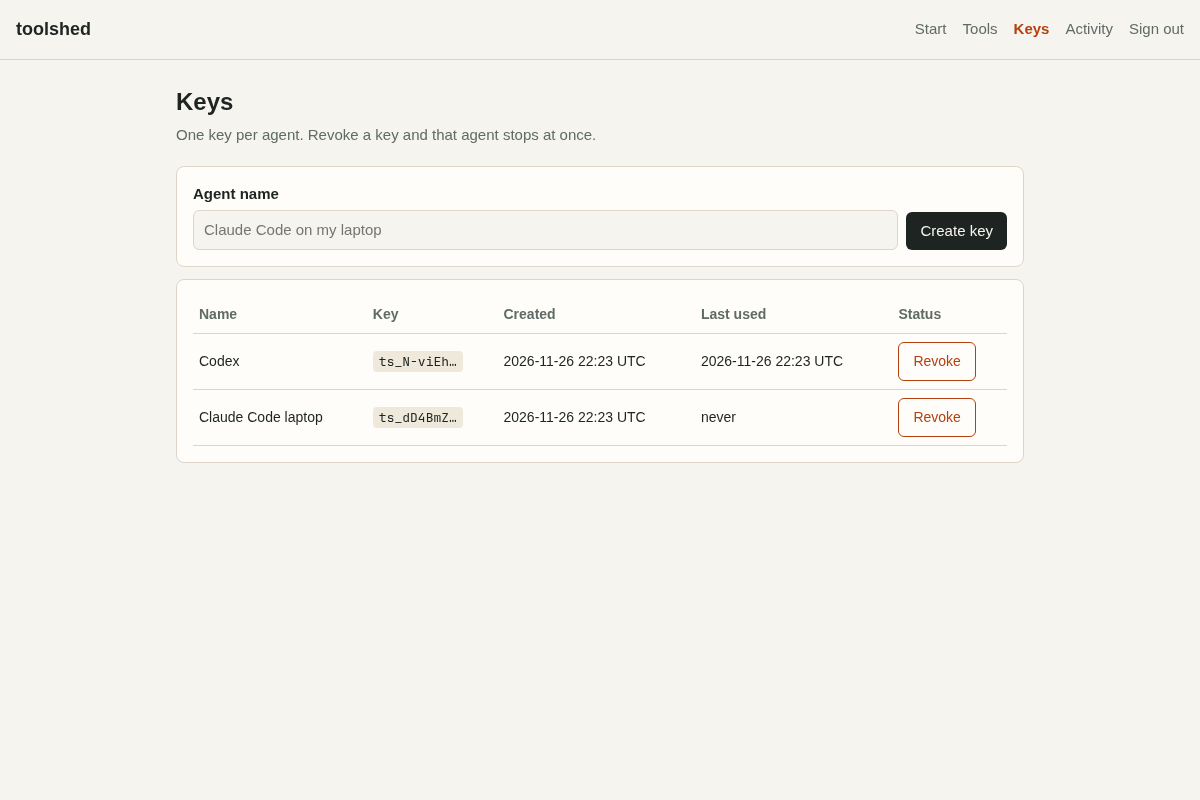 toolshed
Start Tools Keys Activity Sign out
Keys
One key per agent. Revoke a key and that agent stops at once.
Agent name
Claude Code on my laptop
Create key
Name Key Created Last used Status
Codex ts_N-viEh… 2026-11-26 22:23 UTC 2026-11-26 22:23 UTC Revoke
Claude Code laptop ts_dD4BmZ… 2026-11-26 22:23 UTC never Revoke